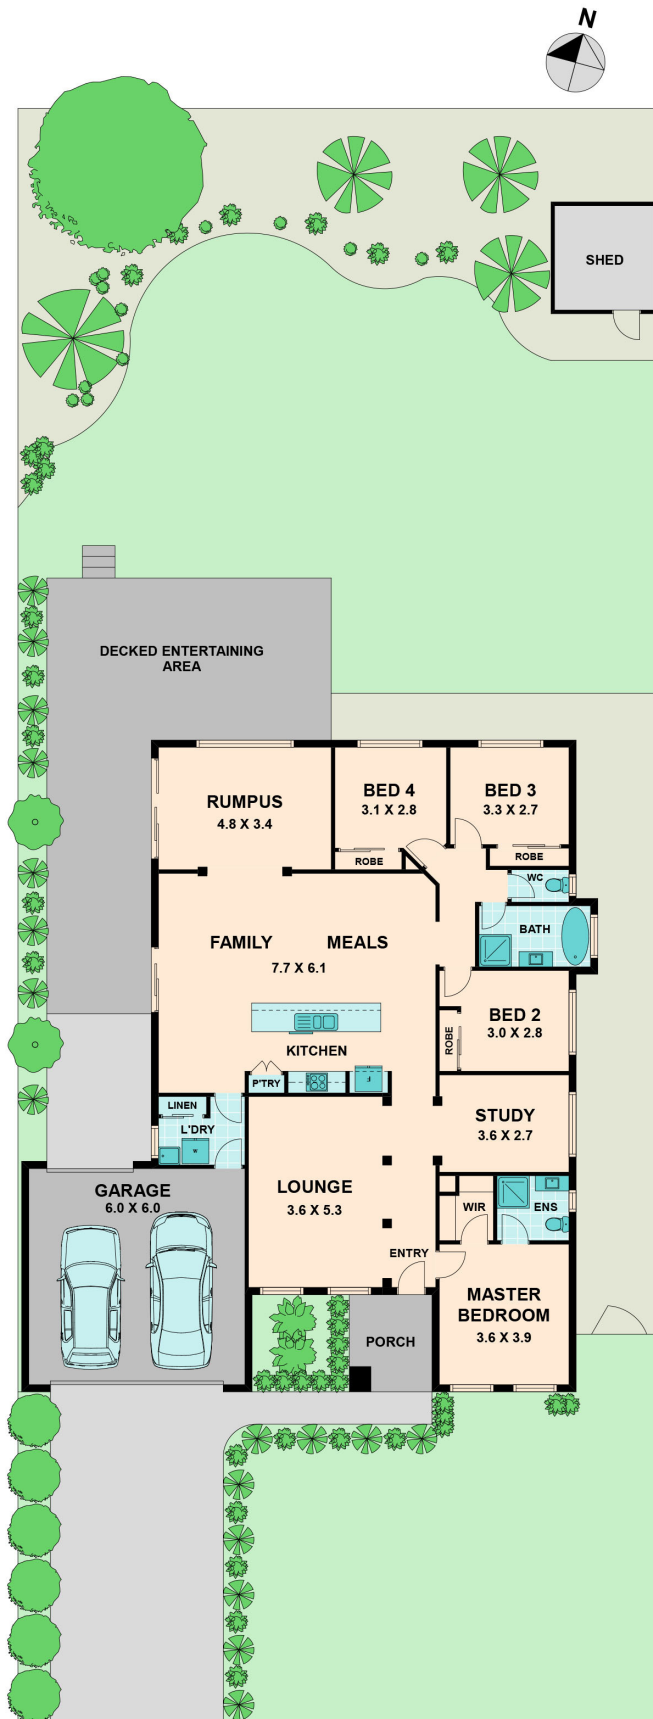 N
SHED
DECKED ENTERTAINING
AREA
RUMPUS
4.8 X 3.4
BED 4
3.1 X 2.8
BED 3
3.3 X 2.7
ROBE
ROBE
WC
BATH
FAMILY
MEALS
7.7 X 6.1
BED 2
3.0 X 2.8
ROBE
KITCHEN
P'TRY
LINEN
L'DRY
W
STUDY
3.6 X 2.7
GARAGE
6.0 X 6.0
LOUNGE
3.6 X 5.3
WIR
ENS
ENTRY
MASTER
BEDROOM
3.6 X 3.9
PORCH